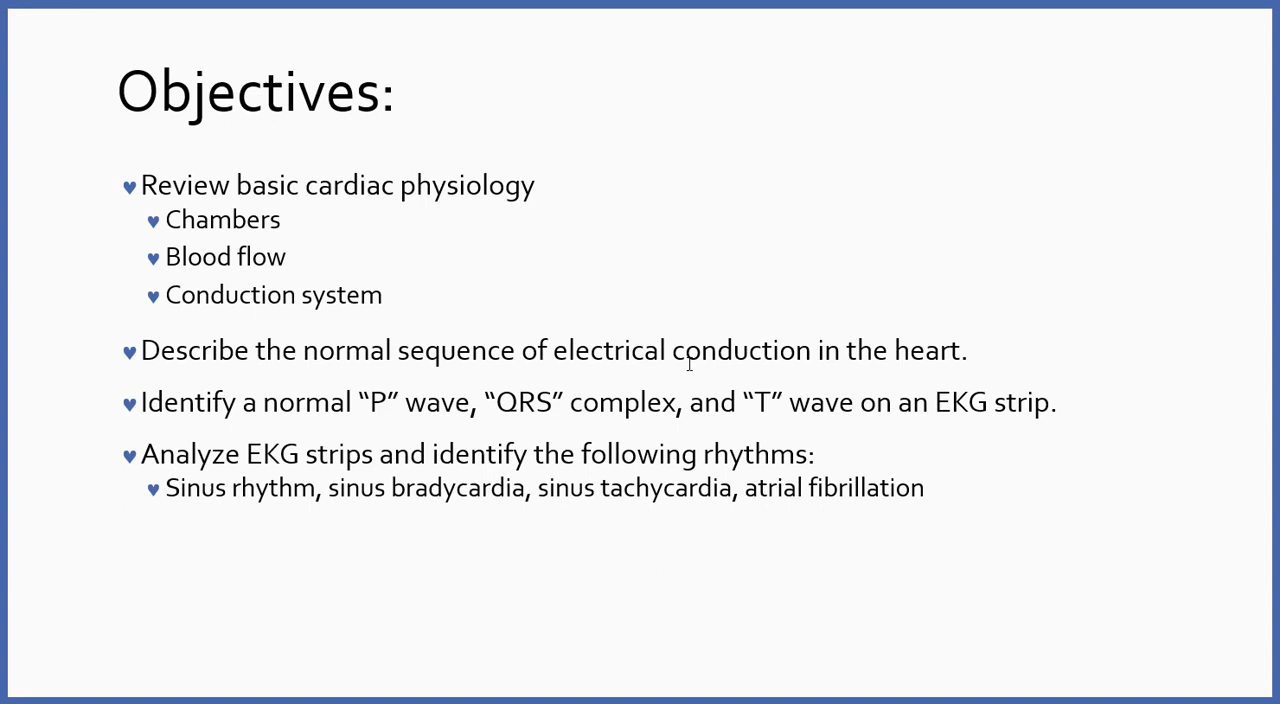 Objectives:
Review basic cardiac physiology
Chambers
Blood flow
Conduction system
Describe the normal sequence of electrical conduction in the heart.
Identify a normal “P” wave, “QRS” complex, and “T” wave on an EKG strip.
Analyze EKG strips and identify the following rhythms:
Sinus rhythm, sinus bradycardia, sinus tachycardia, atrial fibrillation